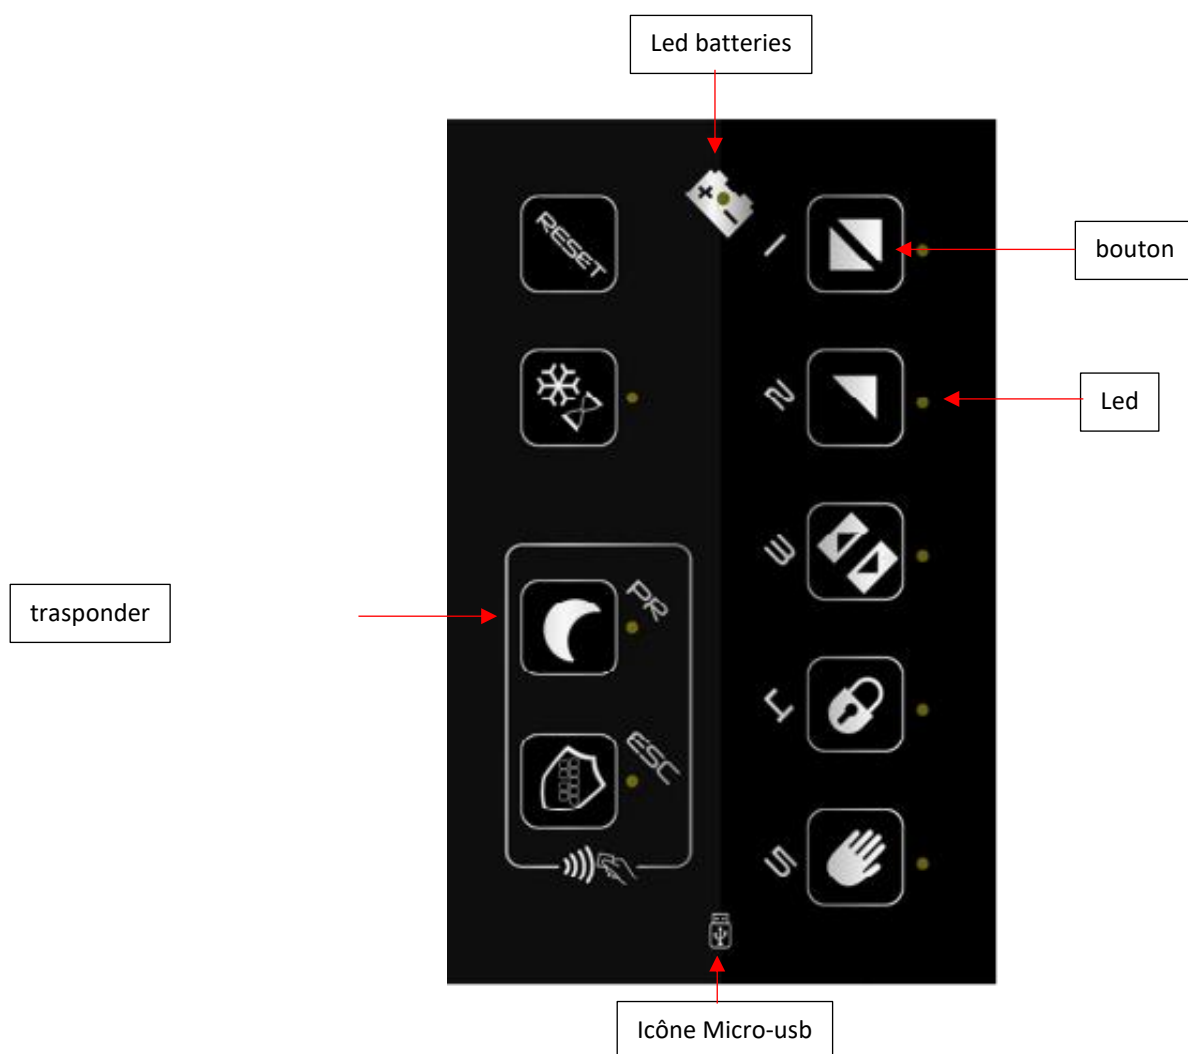 Led batteries
RESET
1
bouton
2
Led
3
trasponder
PR
4
ESC
5
Icône Micro-usb